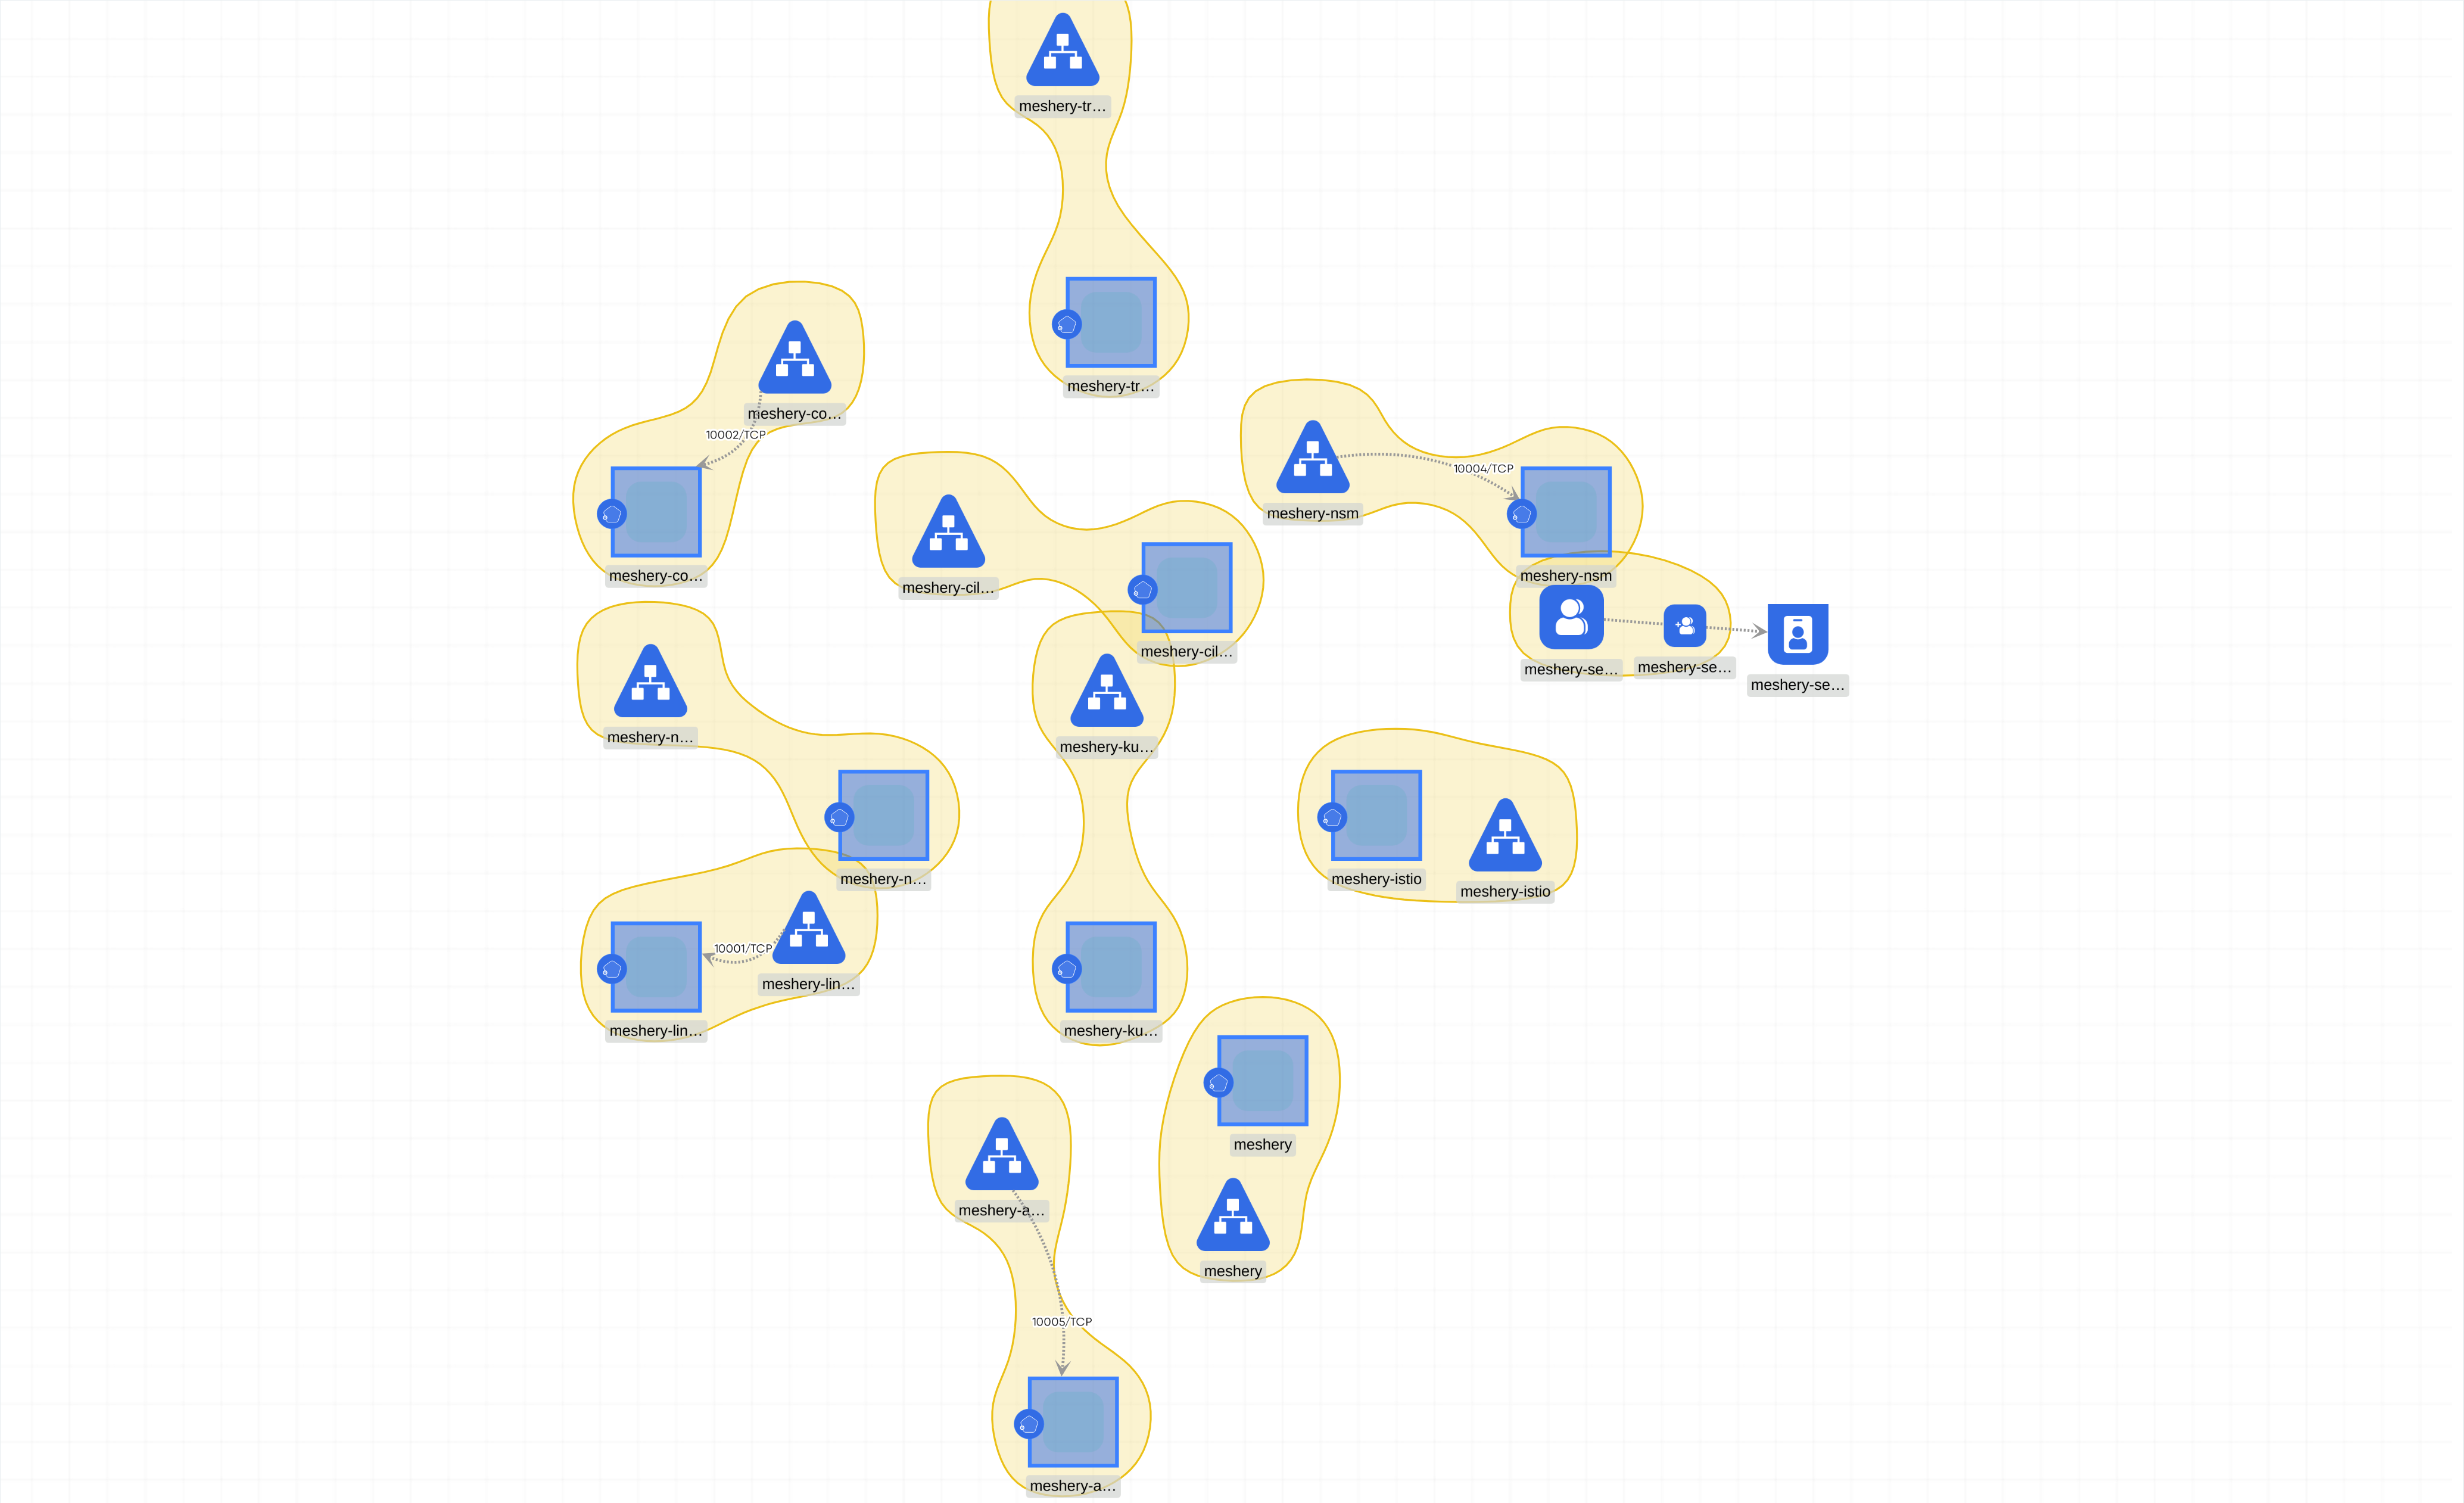 meshery-tr…
meshery-tr…
meshery-co…
10002/TCP
meshery-co…
10004/TCP
meshery-nsm
meshery-nsm
meshery-cil…
meshery-cil…
meshery-se…
meshery-se…
meshery-se…
meshery-n…
meshery-ku…
meshery-n…
meshery-istio
meshery-istio
10001/TCP
meshery-lin…
meshery-lin…
meshery-ku…
meshery
meshery-a…
meshery
10005/TCP
meshery-a…